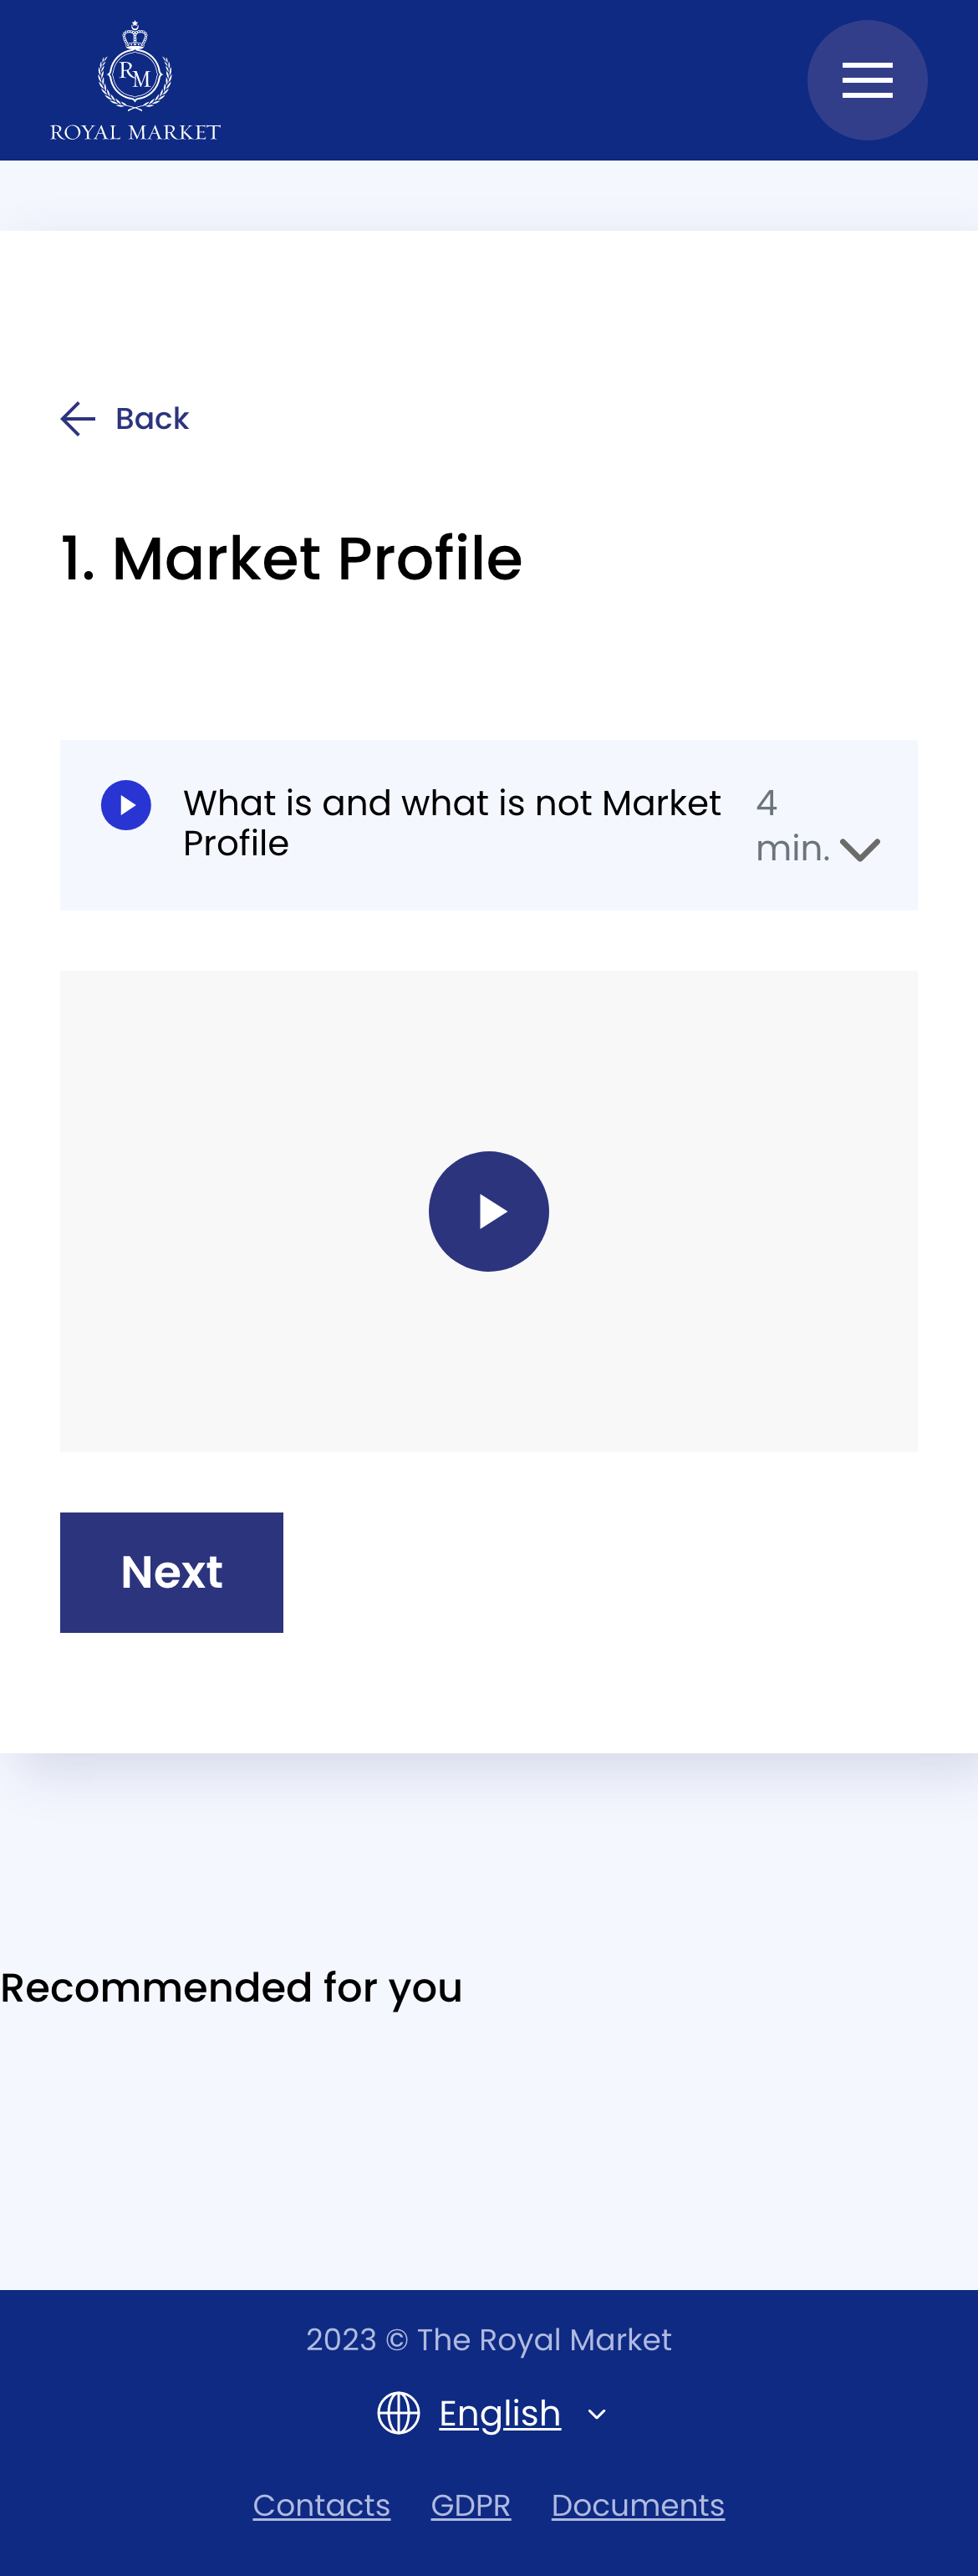 RM
ROYAL MARKET
Back
1. Market Profile
What is and what is not Market
Profile
4
min.
Next
Recommended for you
2023 © The Royal Market
English
Contacts GDPR Documents